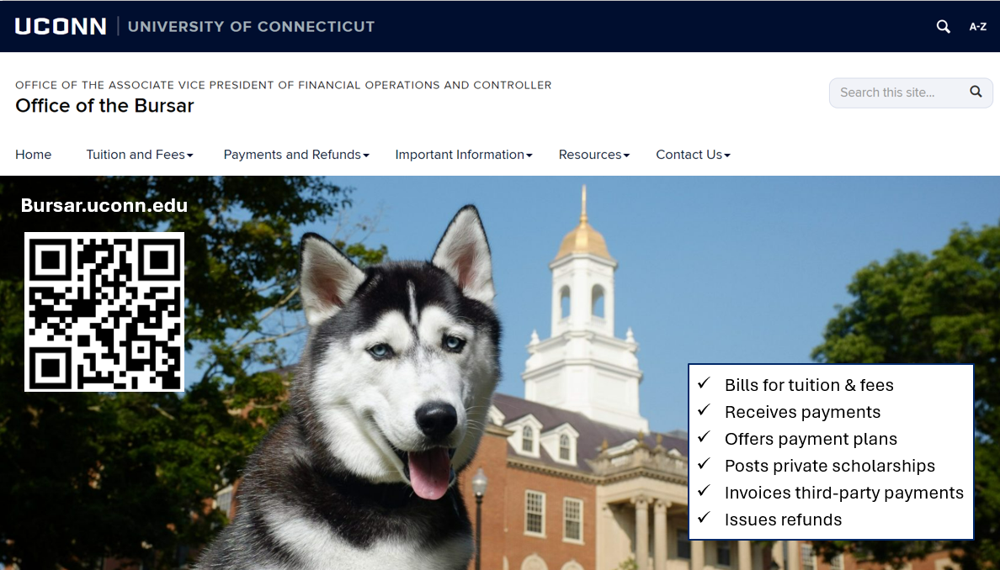 UCONN | UNIVERSITY OF CONNECTICUT
A-Z
OFFICE OF THE ASSOCIATE VICE PRESIDENT OF FINANCIAL OPERATIONS AND CONTROLLER
Office of the Bursar
Search this site...
Home Tuition and Fees Payments and Refunds Important Information Resources Contact Us
Bursar.uconn.edu
✓ Bills for tuition & fees
✓ Receives payments
✓ Offers payment plans
✓ Posts private scholarships
✓ Invoices third-party payments
✓ Issues refunds